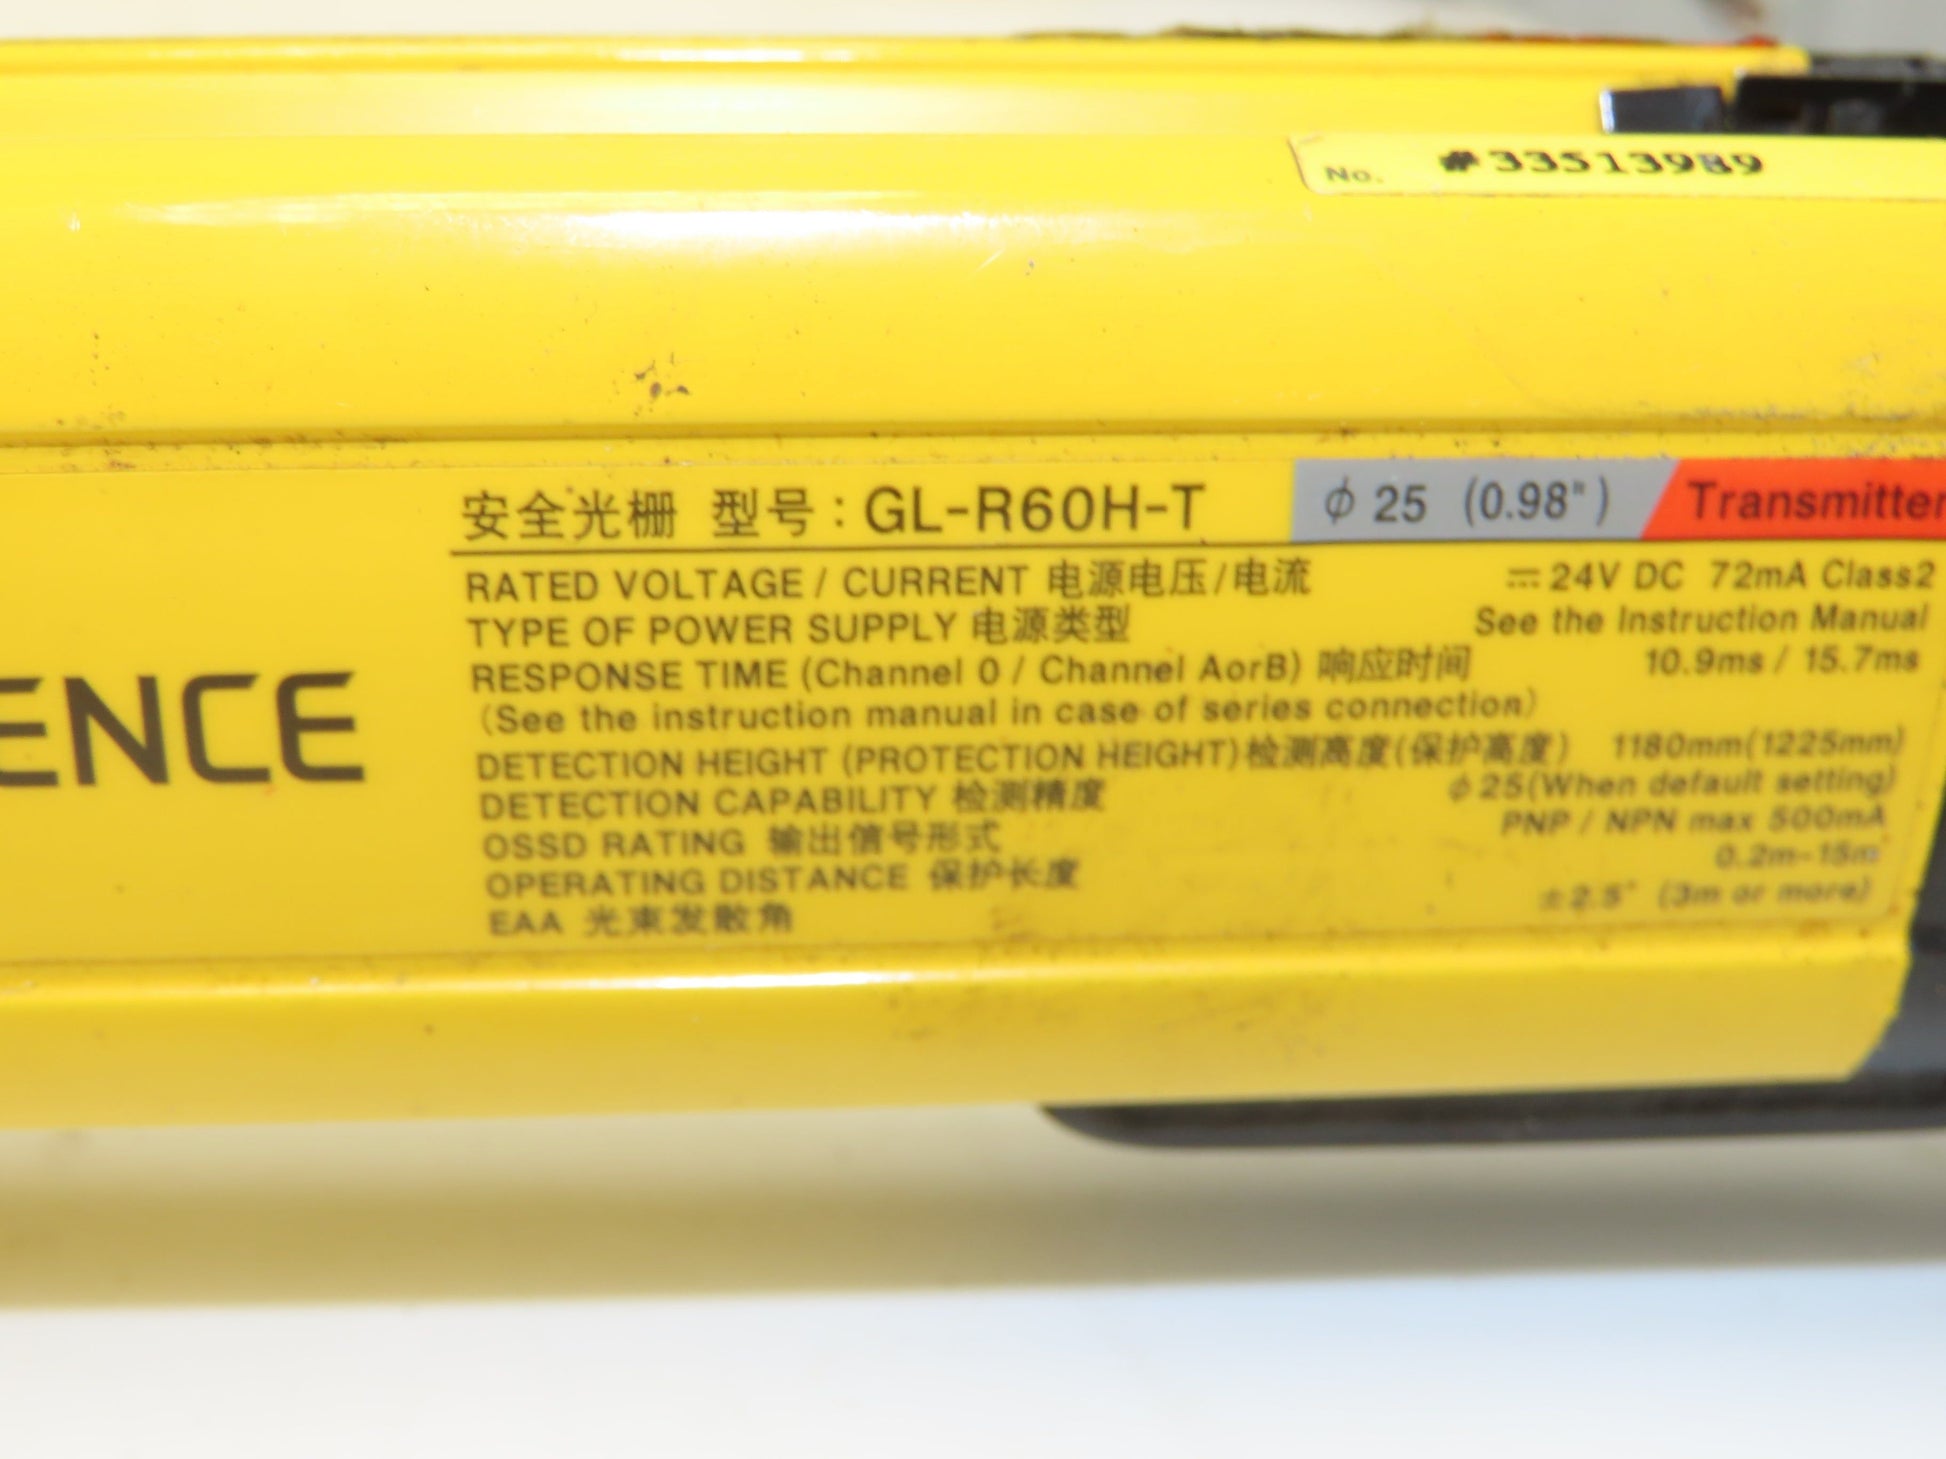 No. #33513989
安全光栅 型号: GL-R60H-T ϕ 25 (0.98") Transmitter
RATED VOLTAGE / CURRENT 电源电压/电流 ⎓ 24V DC 72mA Class2
TYPE OF POWER SUPPLY 电源类型 See the Instruction Manual
RESPONSE TIME (Channel 0 / Channel AorB) 响应时间 10.9ms / 15.7ms
(See the instruction manual in case of series connection)
ENCE
DETECTION HEIGHT (PROTECTION HEIGHT) 检测高度(保护高度) 1180mm(1225mm)
DETECTION CAPABILITY 检测精度 ϕ 25(When default setting)
OSSD RATING 输出信号形式 PNP / NPN max 500mA
OPERATING DISTANCE 保护长度 0.2m-15m
EAA 光束发散角 ±2.5° (3m or more)